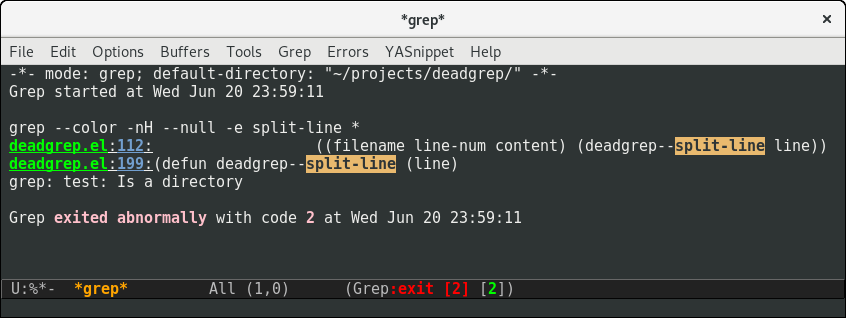 *grep*
×
File Edit Options Buffers Tools Grep Errors YASnippet Help
-*- mode: grep; default-directory: "~/projects/deadgrep/" -*-
Grep started at Wed Jun 20 23:59:11

grep --color -nH --null -e split-line *
deadgrep.el:112:                  ((filename line-num content) (deadgrep--split-line line))
deadgrep.el:199:(defun deadgrep--split-line (line)
grep: test: Is a directory

Grep exited abnormally with code 2 at Wed Jun 20 23:59:11

U:%*-  *grep*         All (1,0)      (Grep:exit [2] [2])